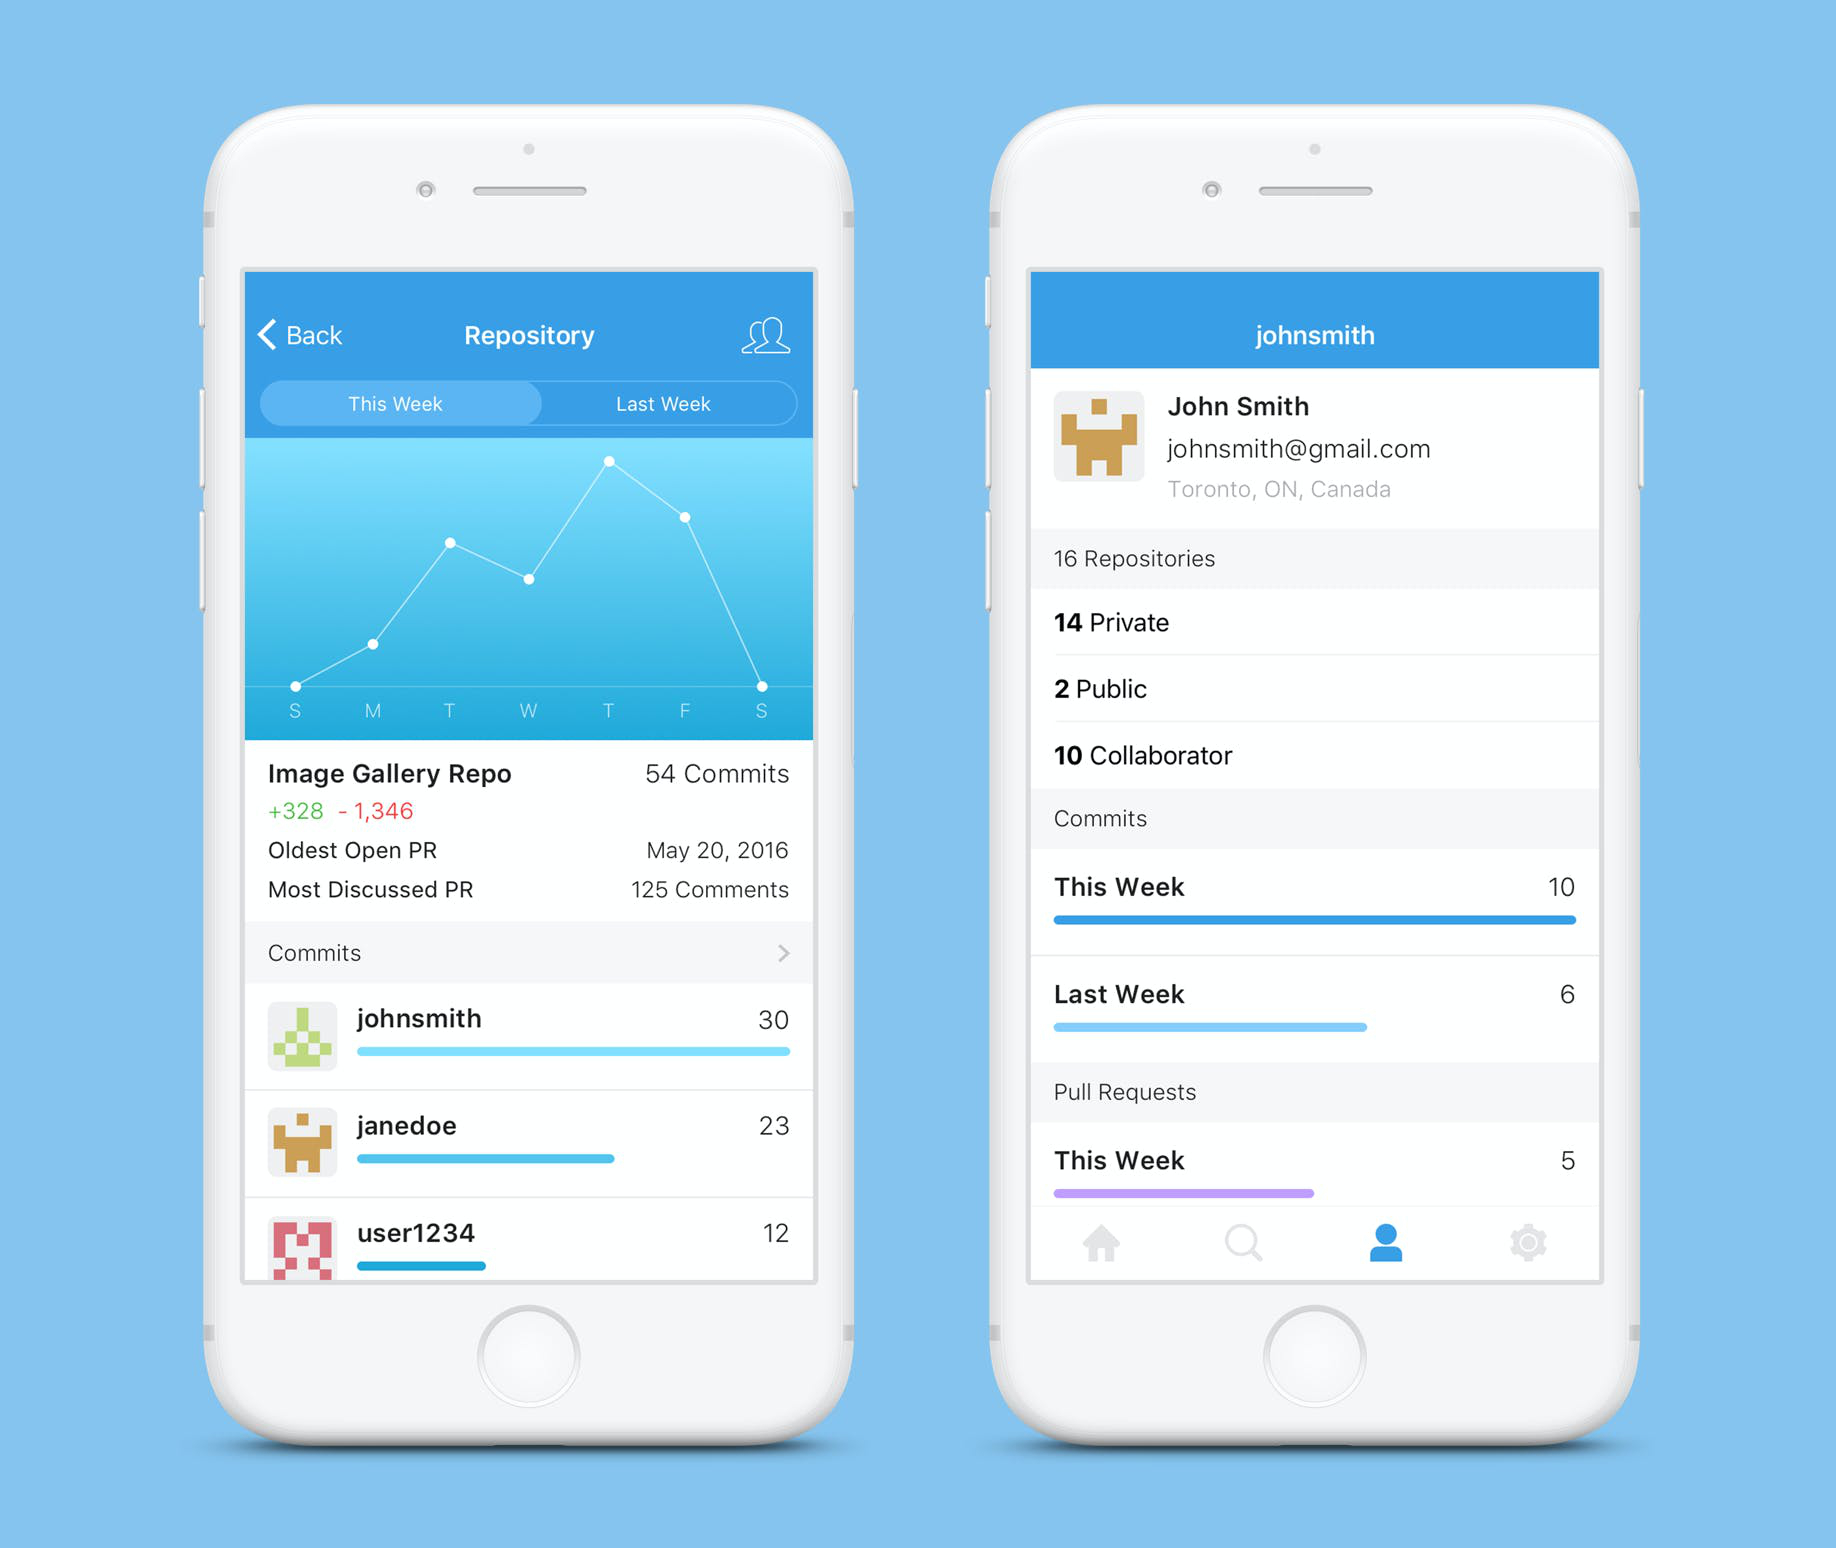 Back Repository
This Week Last Week
S M T W T F S
Image Gallery Repo 54 Commits
+328 - 1,346
Oldest Open PR May 20, 2016
Most Discussed PR 125 Comments
Commits
johnsmith 30
janedoe 23
user1234 12
johnsmith
John Smith
johnsmith@gmail.com
Toronto, ON, Canada
16 Repositories
14 Private
2 Public
10 Collaborator
Commits
This Week 10
Last Week 6
Pull Requests
This Week 5